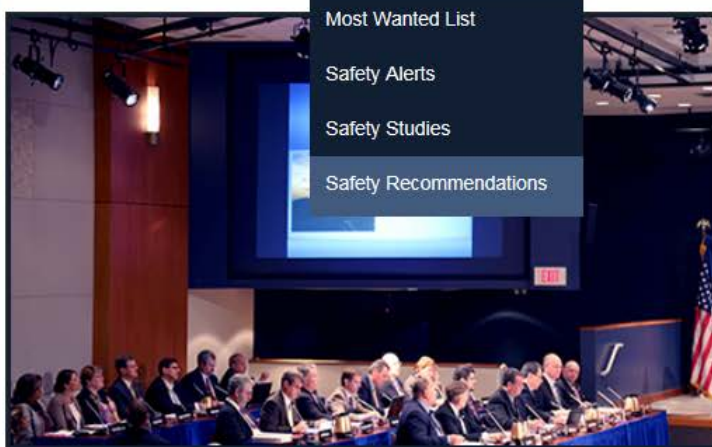 Most Wanted List
Safety Alerts
Safety Studies
Safety Recommendations
EXIT